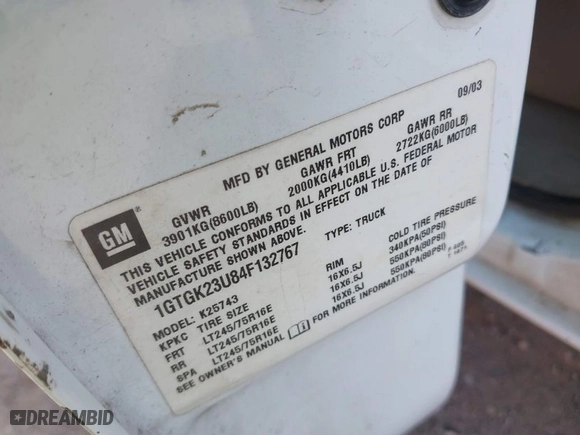 09/03
MFD BY GENERAL MOTORS CORP
GVWR GAWR FRT GAWR RR
3901KG(8600LB) 2000KG(4410LB) 2722KG(6000LB)
THIS VEHICLE CONFORMS TO ALL APPLICABLE U.S. FEDERAL MOTOR
VEHICLE SAFETY STANDARDS IN EFFECT ON THE DATE OF
MANUFACTURE SHOWN ABOVE.
GM
1GTGK23U84F132767 TYPE: TRUCK
MODEL: K25743
KPKC TIRE SIZE RIM COLD TIRE PRESSURE
FRT LT245/75R16E 16X6.5J 340KPA(50PSI)
RR LT245/75R16E 16X6.5J 550KPA(80PSI)
SPA LT245/75R16E 16X6.5J 550KPA(80PSI)
SEE OWNER'S MANUAL FOR MORE INFORMATION.
DREAMBID